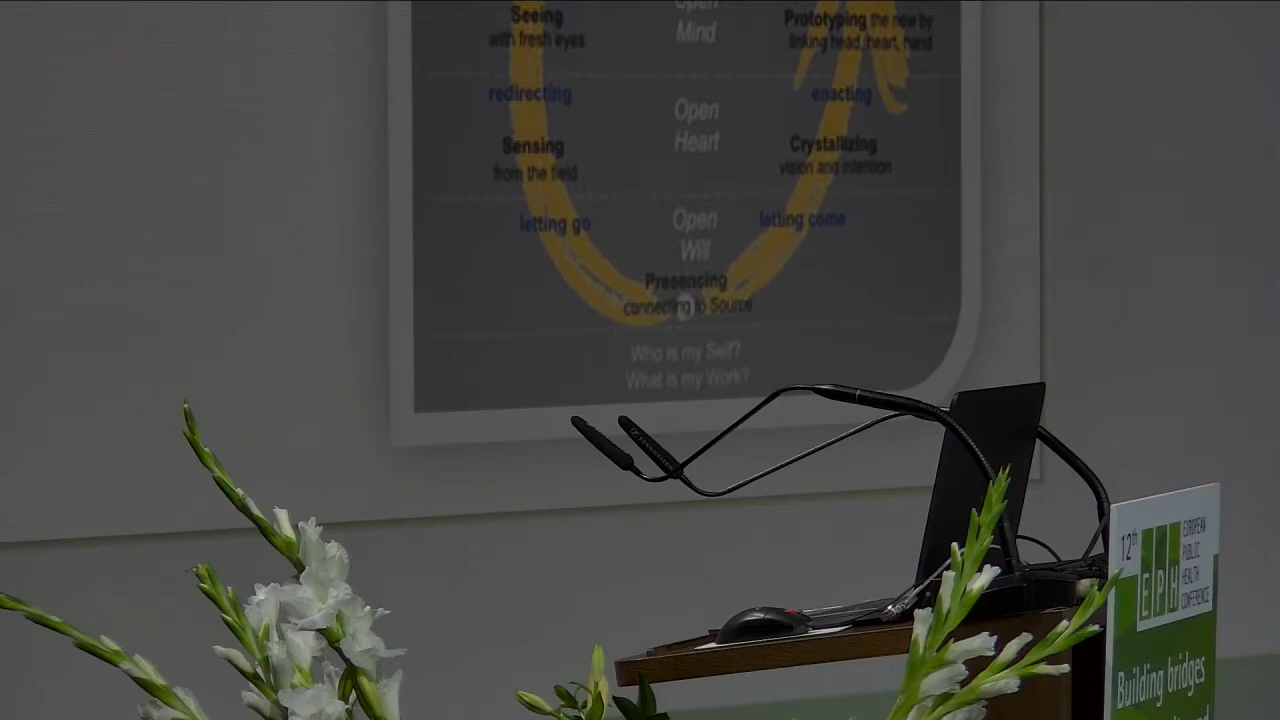 Seeing
with fresh eyes
redirecting
Sensing
from the field
letting go
Open
Mind
Open
Heart
Open
Will
Presencing
connecting to Source
Who is my Self?
What is my Work?
Prototyping the new by
linking head, heart, hand
enacting
Crystallizing
vision and intention
letting come
12th
EPH
EUROPEAN
PUBLIC
HEALTH
CONFERENCE
Building bridges